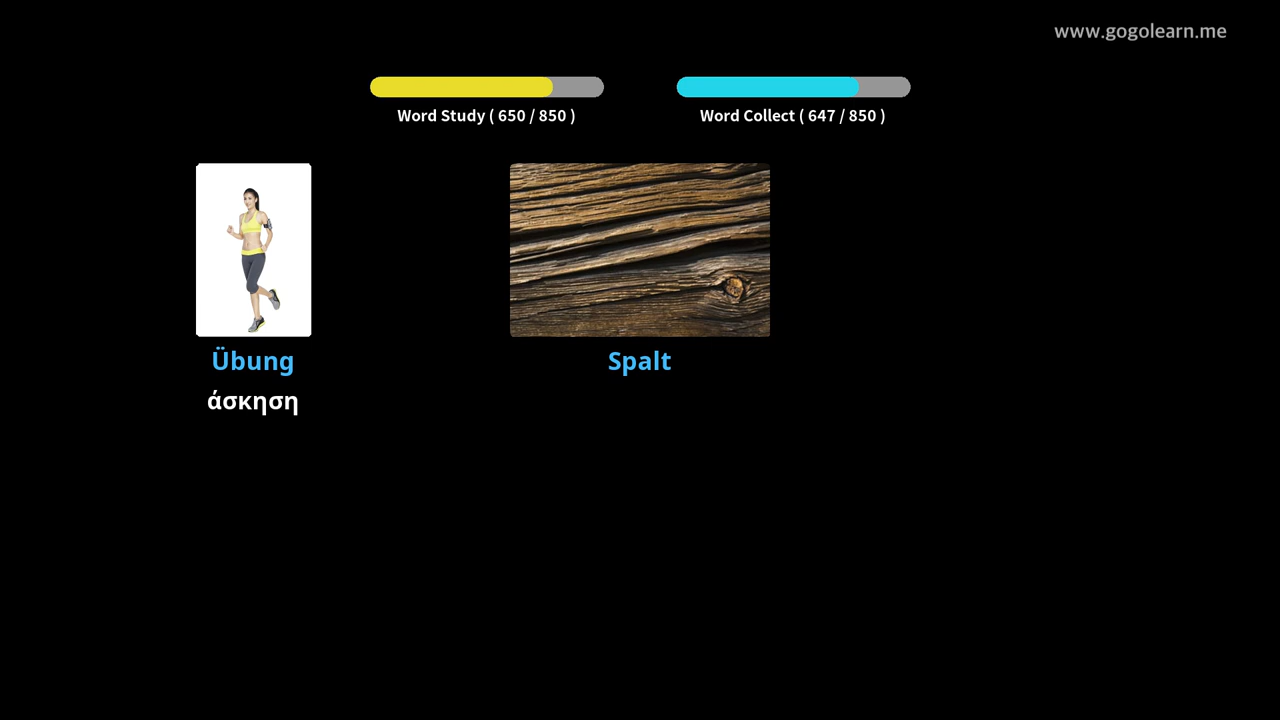 www.gogolearn.me
Word Study ( 650 / 850 )
Word Collect ( 647 / 850 )
Übung
άσκηση
Spalt